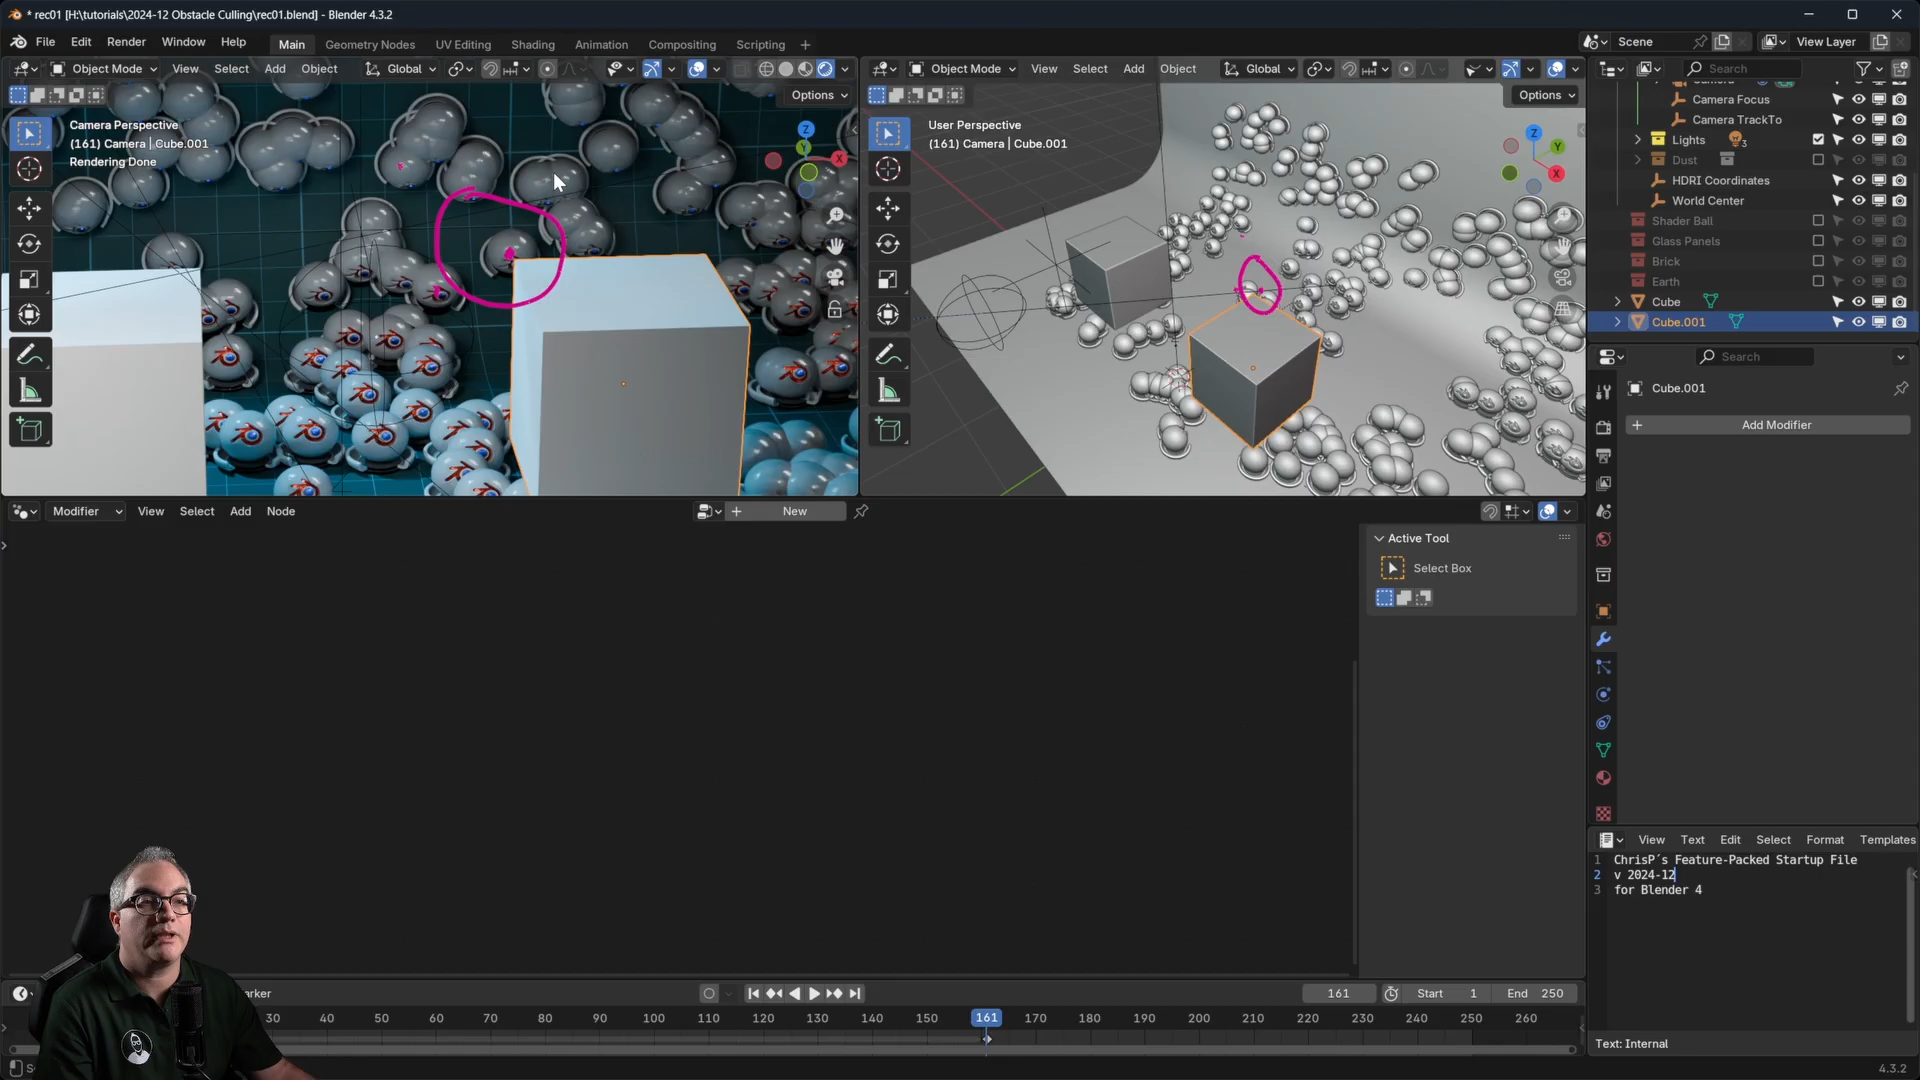 * rec01 [H:\tutorials\2024-12 Obstacle Culling\rec01.blend] - Blender 4.3.2
File Edit Render Window Help Main Geometry Nodes UV Editing Shading Animation Compositing Scripting + Scene View Layer
Object Mode View Select Add Object Global
Options
Camera Perspective
(161) Camera | Cube.001
Rendering Done
Z
Y
X
Object Mode View Select Add Object Global
Options
User Perspective
(161) Camera | Cube.001
Z
Y
X
Search
Camera Focus
Camera TrackTo
Lights 3
Dust
HDRI Coordinates
World Center
Shader Ball
Glass Panels
Brick
Earth
Cube
Cube.001
Search
Cube.001
+ Add Modifier
Modifier View Select Add Node + New
Active Tool
Select Box
View Text Edit Select Format Templates
1 ChrisP´s Feature-Packed Startup File
2 v 2024-12
3 for Blender 4
Text: Internal
arker 161 Start 1 End 250
30 40 50 60 70 80 90 100 110 120 130 140 150 161 170 180 190 200 210 220 230 240 250 260
4.3.2